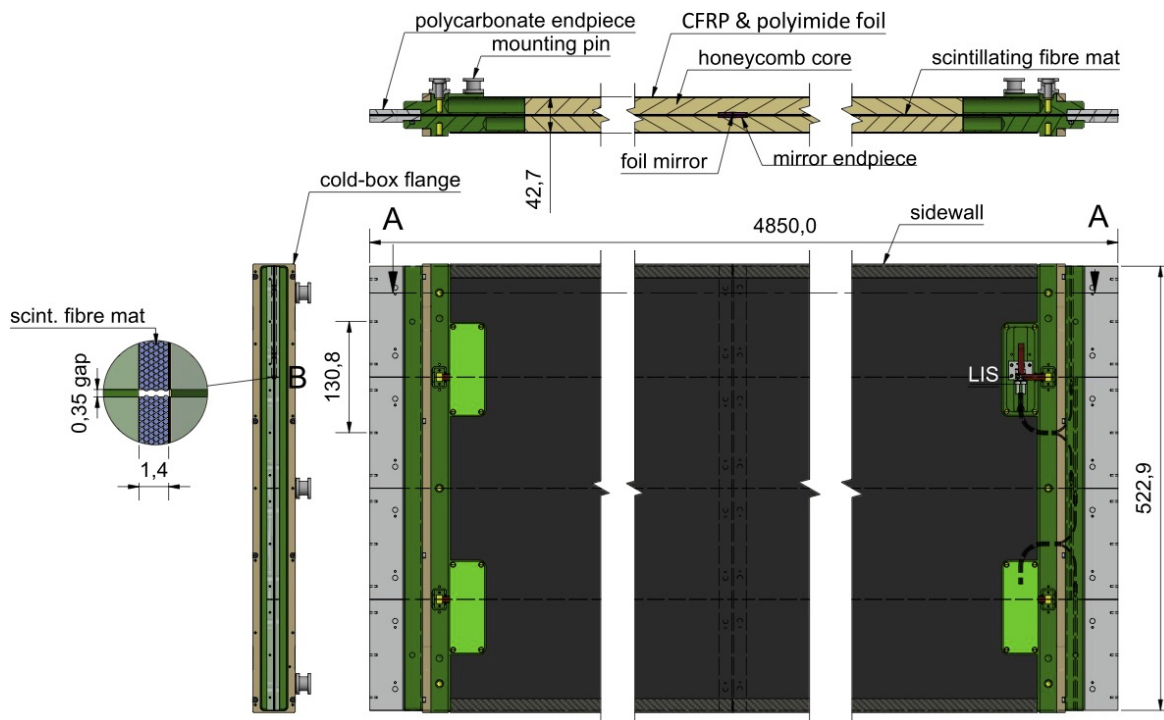 polycarbonate endpiece
mounting pin
CFRP & polyimide foil
honeycomb core
scintillating fibre mat
foil mirror
mirror endpiece
42,7
cold-box flange
A
A
4850,0
sidewall
scint. fibre mat
0,35 gap
B
1,4
130,8
LIS
522,9